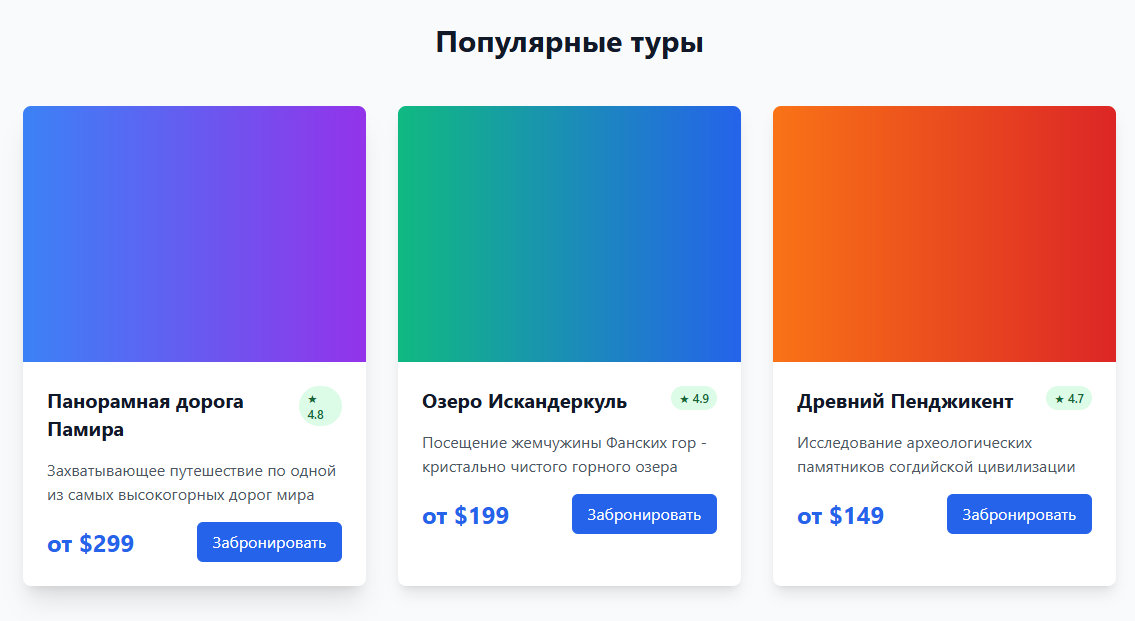 Популярные туры
Панорамная дорога
Памира
★
4.8
Захватывающее путешествие по одной
из самых высокогорных дорог мира
от $299
Забронировать
Озеро Искандеркуль
★ 4.9
Посещение жемчужины Фанских гор -
кристально чистого горного озера
от $199
Забронировать
Древний Пенджикент
★ 4.7
Исследование археологических
памятников согдийской цивилизации
от $149
Забронировать